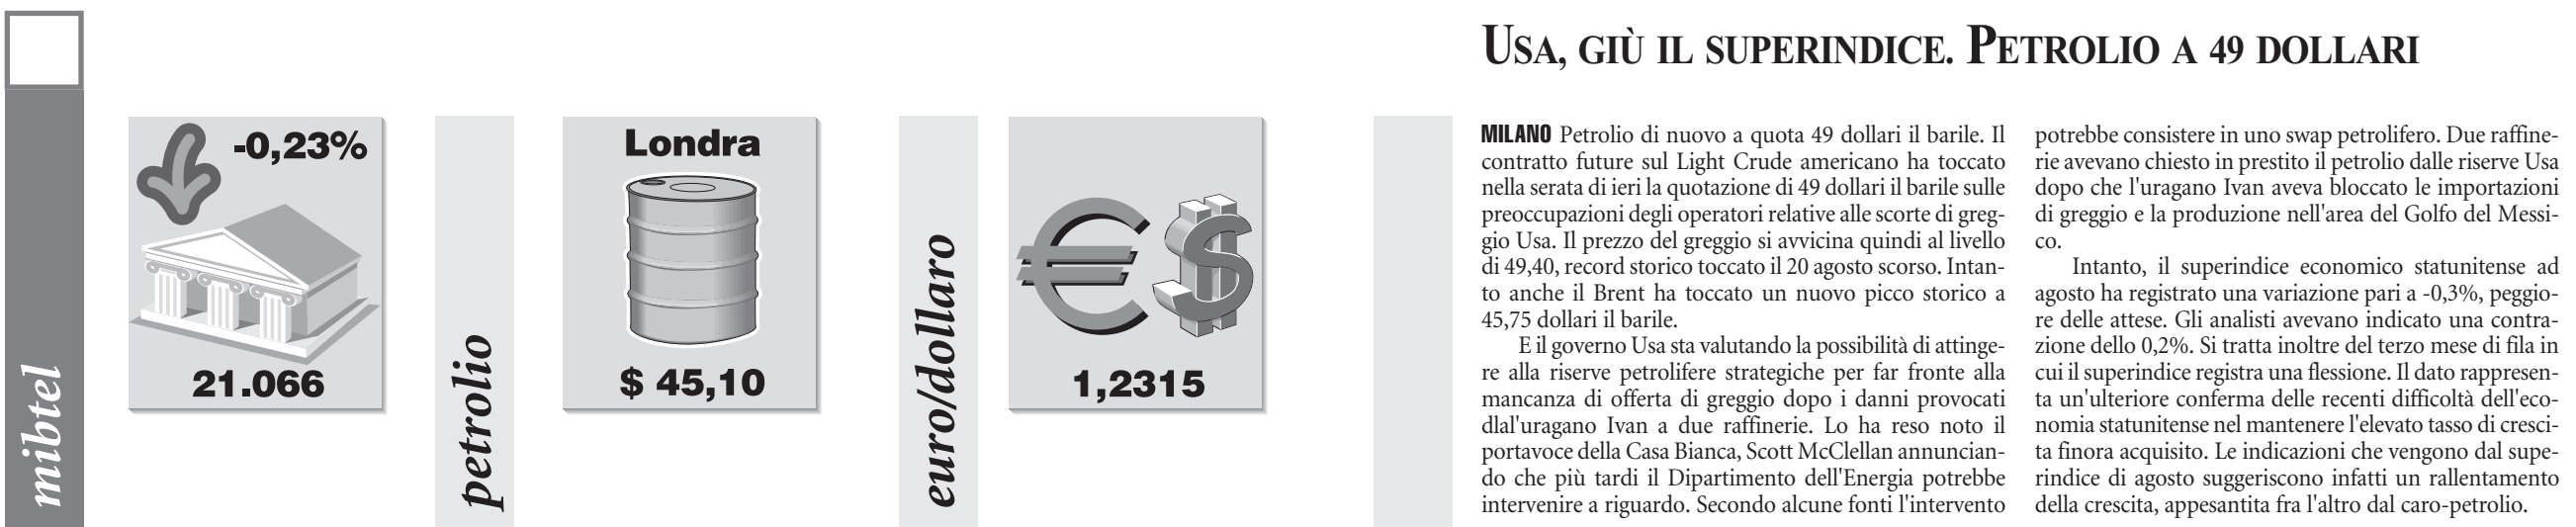 mibtel
-0,23%
21.066
petrolio
Londra
$ 45,10
euro/dollaro
1,2315
USA, GIÙ IL SUPERINDICE. PETROLIO A 49 DOLLARI
MILANO Petrolio di nuovo a quota 49 dollari il barile. Il
contratto future sul Light Crude americano ha toccato
nella serata di ieri la quotazione di 49 dollari il barile sulle
preoccupazioni degli operatori relative alle scorte di greg-
gio Usa. Il prezzo del greggio si avvicina quindi al livello
di 49,40, record storico toccato il 20 agosto scorso. Intan-
to anche il Brent ha toccato un nuovo picco storico a
45,75 dollari il barile.
E il governo Usa sta valutando la possibilità di attinge-
re alla riserve petrolifere strategiche per far fronte alla
mancanza di offerta di greggio dopo i danni provocati
dlal'uragano Ivan a due raffinerie. Lo ha reso noto il
portavoce della Casa Bianca, Scott McClellan annuncian-
do che più tardi il Dipartimento dell'Energia potrebbe
intervenire a riguardo. Secondo alcune fonti l'intervento
potrebbe consistere in uno swap petrolifero. Due raffine-
rie avevano chiesto in prestito il petrolio dalle riserve Usa
dopo che l'uragano Ivan aveva bloccato le importazioni
di greggio e la produzione nell'area del Golfo del Messi-
co.
Intanto, il superindice economico statunitense ad
agosto ha registrato una variazione pari a -0,3%, peggio-
re delle attese. Gli analisti avevano indicato una contra-
zione dello 0,2%. Si tratta inoltre del terzo mese di fila in
cui il superindice registra una flessione. Il dato rappresen-
ta un'ulteriore conferma delle recenti difficoltà dell'eco-
nomia statunitense nel mantenere l'elevato tasso di cresci-
ta finora acquisito. Le indicazioni che vengono dal supe-
rindice di agosto suggeriscono infatti un rallentamento
della crescita, appesantita fra l'altro dal caro-petrolio.